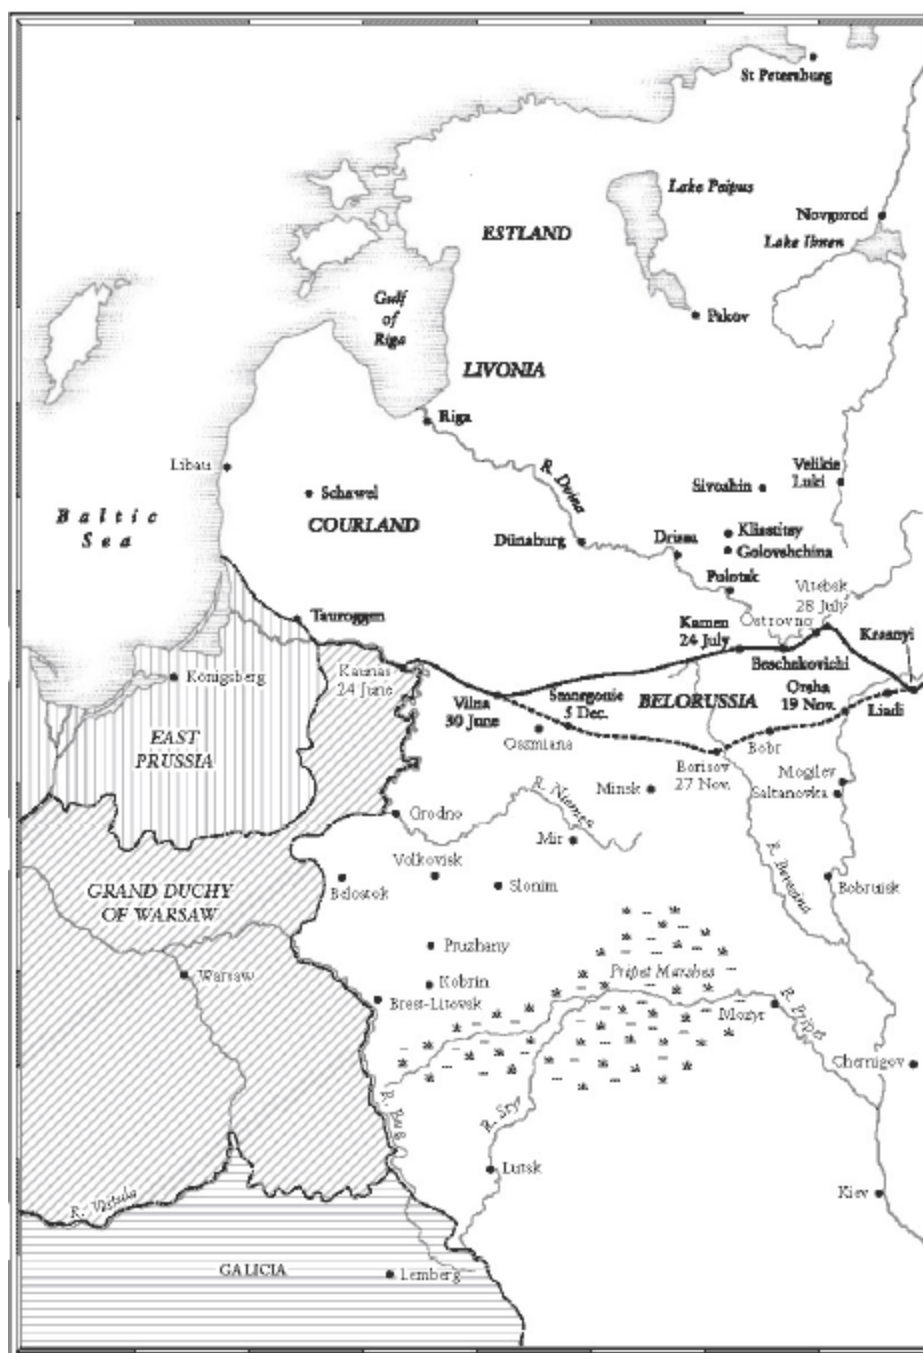 St Petersburg
Lake Peipus
Novgorod
Lake Ilmen
ESTLAND
Gulf
of
Riga
Pskov
LIVONIA
Riga
Libau
R. Dvina
Velikie
Luki
Sivoshin
Schawel
Baltic
Sea
COURLAND
Kliastitsy
Dünaburg
Drissa
Golovshchina
Polotsk
Vitebsk
28 July
Tauroggen
Ostrovno
Kamen
24 July
Krasnyi
Kaunas
24 June
Königsberg
Beschekovichi
Vilna
30 June
Smorgonie
5 Dec.
BELORUSSIA
Orsha
19 Nov.
Liadi
EAST
PRUSSIA
Oszmiana
Bobr
Borisov
27 Nov.
Mogilev
Saltanovka
Minsk
R. Niemen
Grodno
Mir
Volkovisk
R. Berezina
GRAND DUCHY
OF WARSAW
Belostok
Slonim
Bobruisk
Pruzhany
Warsaw
Pripet Marshes
Kobrin
Brest-Litovsk
Mozyr
R. Pripet
Chernigov
R. Bug
R. Styr
Lutsk
R. Vistula
Kiev
GALICIA
Lemberg